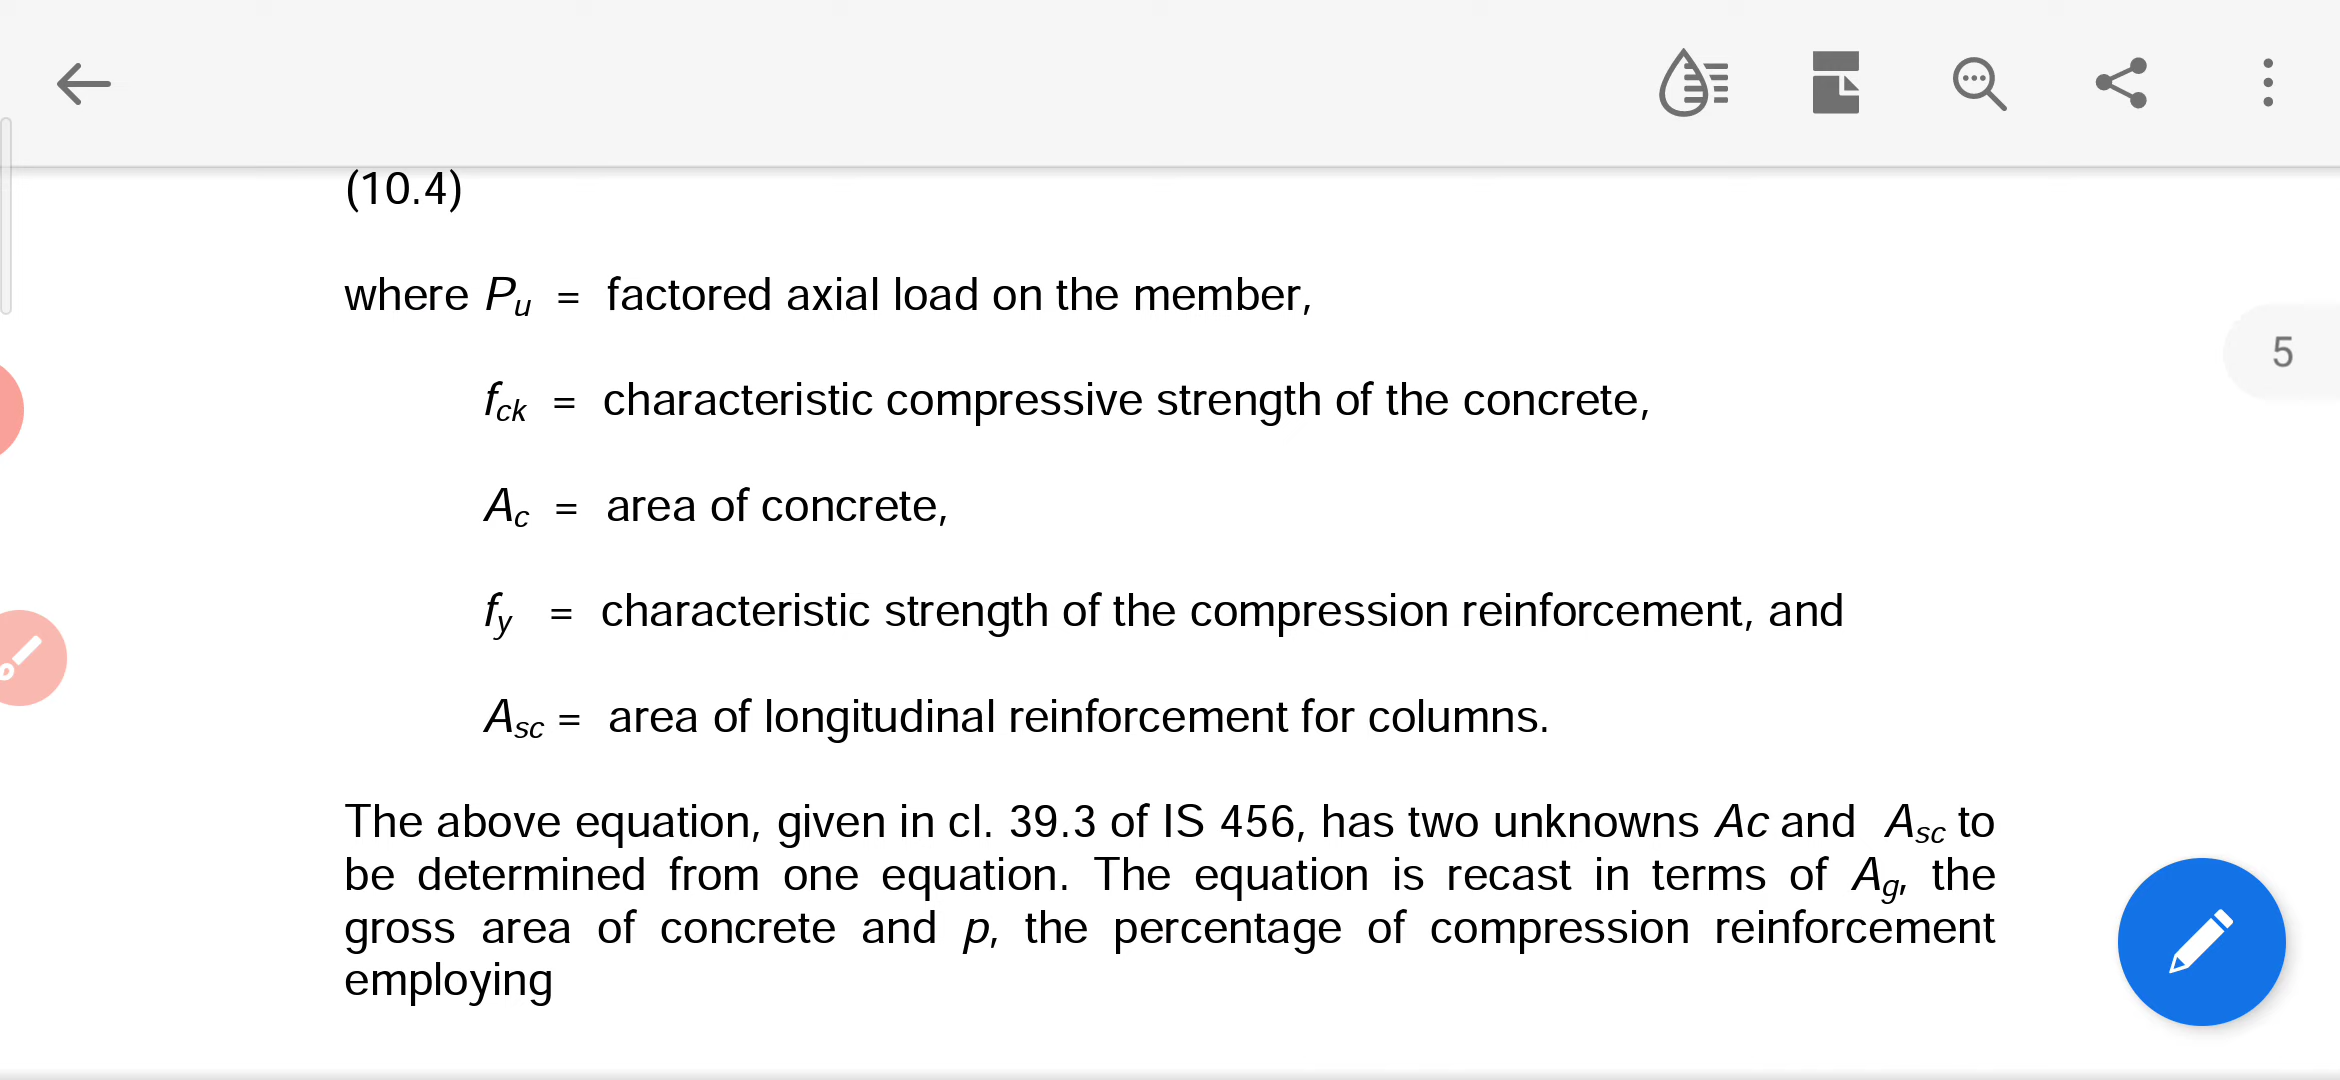 (10.4)
where Pu = factored axial load on the member,
fck = characteristic compressive strength of the concrete,
Ac = area of concrete,
fy = characteristic strength of the compression reinforcement, and
Asc = area of longitudinal reinforcement for columns.
The above equation, given in cl. 39.3 of IS 456, has two unknowns Ac and Asc to
be determined from one equation. The equation is recast in terms of Ag, the
gross area of concrete and p, the percentage of compression reinforcement
employing
5